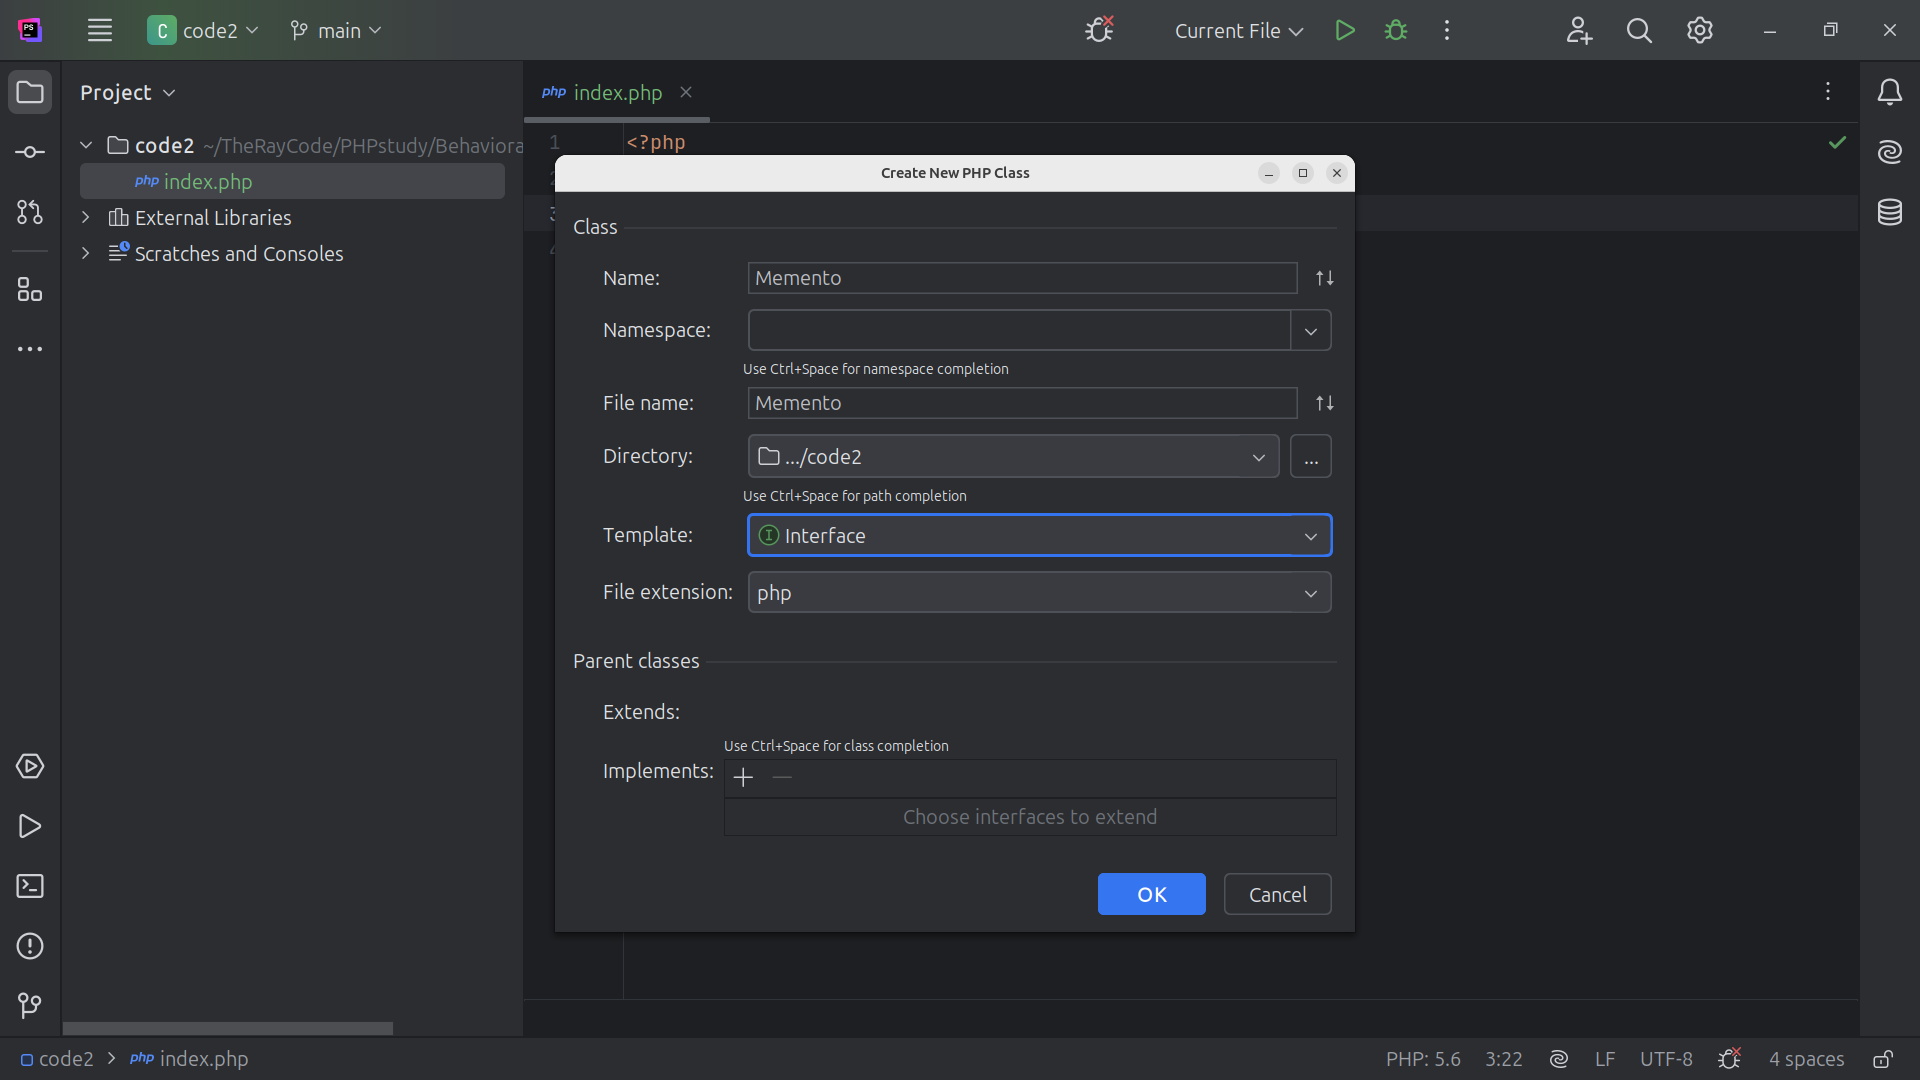 PS
C code2
main
Current File
Project
php index.php
code2 ~/TheRayCode/PHPstudy/Behaviora
php index.php
External Libraries
Scratches and Consoles
1
<?php
3
4
Create New PHP Class
Class
Name: Memento
Namespace:
Use Ctrl+Space for namespace completion
File name: Memento
Directory: .../code2 ...
Use Ctrl+Space for path completion
Template: I Interface
File extension: php
Parent classes
Extends:
Use Ctrl+Space for class completion
Implements:
Choose interfaces to extend
OK
Cancel
code2 > php index.php
PHP: 5.6
3:22
LF
UTF-8
4 spaces